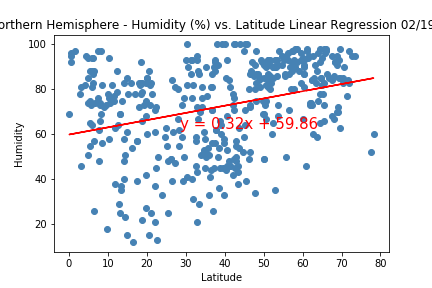 orthern Hemisphere - Humidity (%) vs. Latitude Linear Regression 02/19
100
80
60
40
20
Humidity
y = 0.32x + 59.86
0 10 20 30 40 50 60 70 80
Latitude